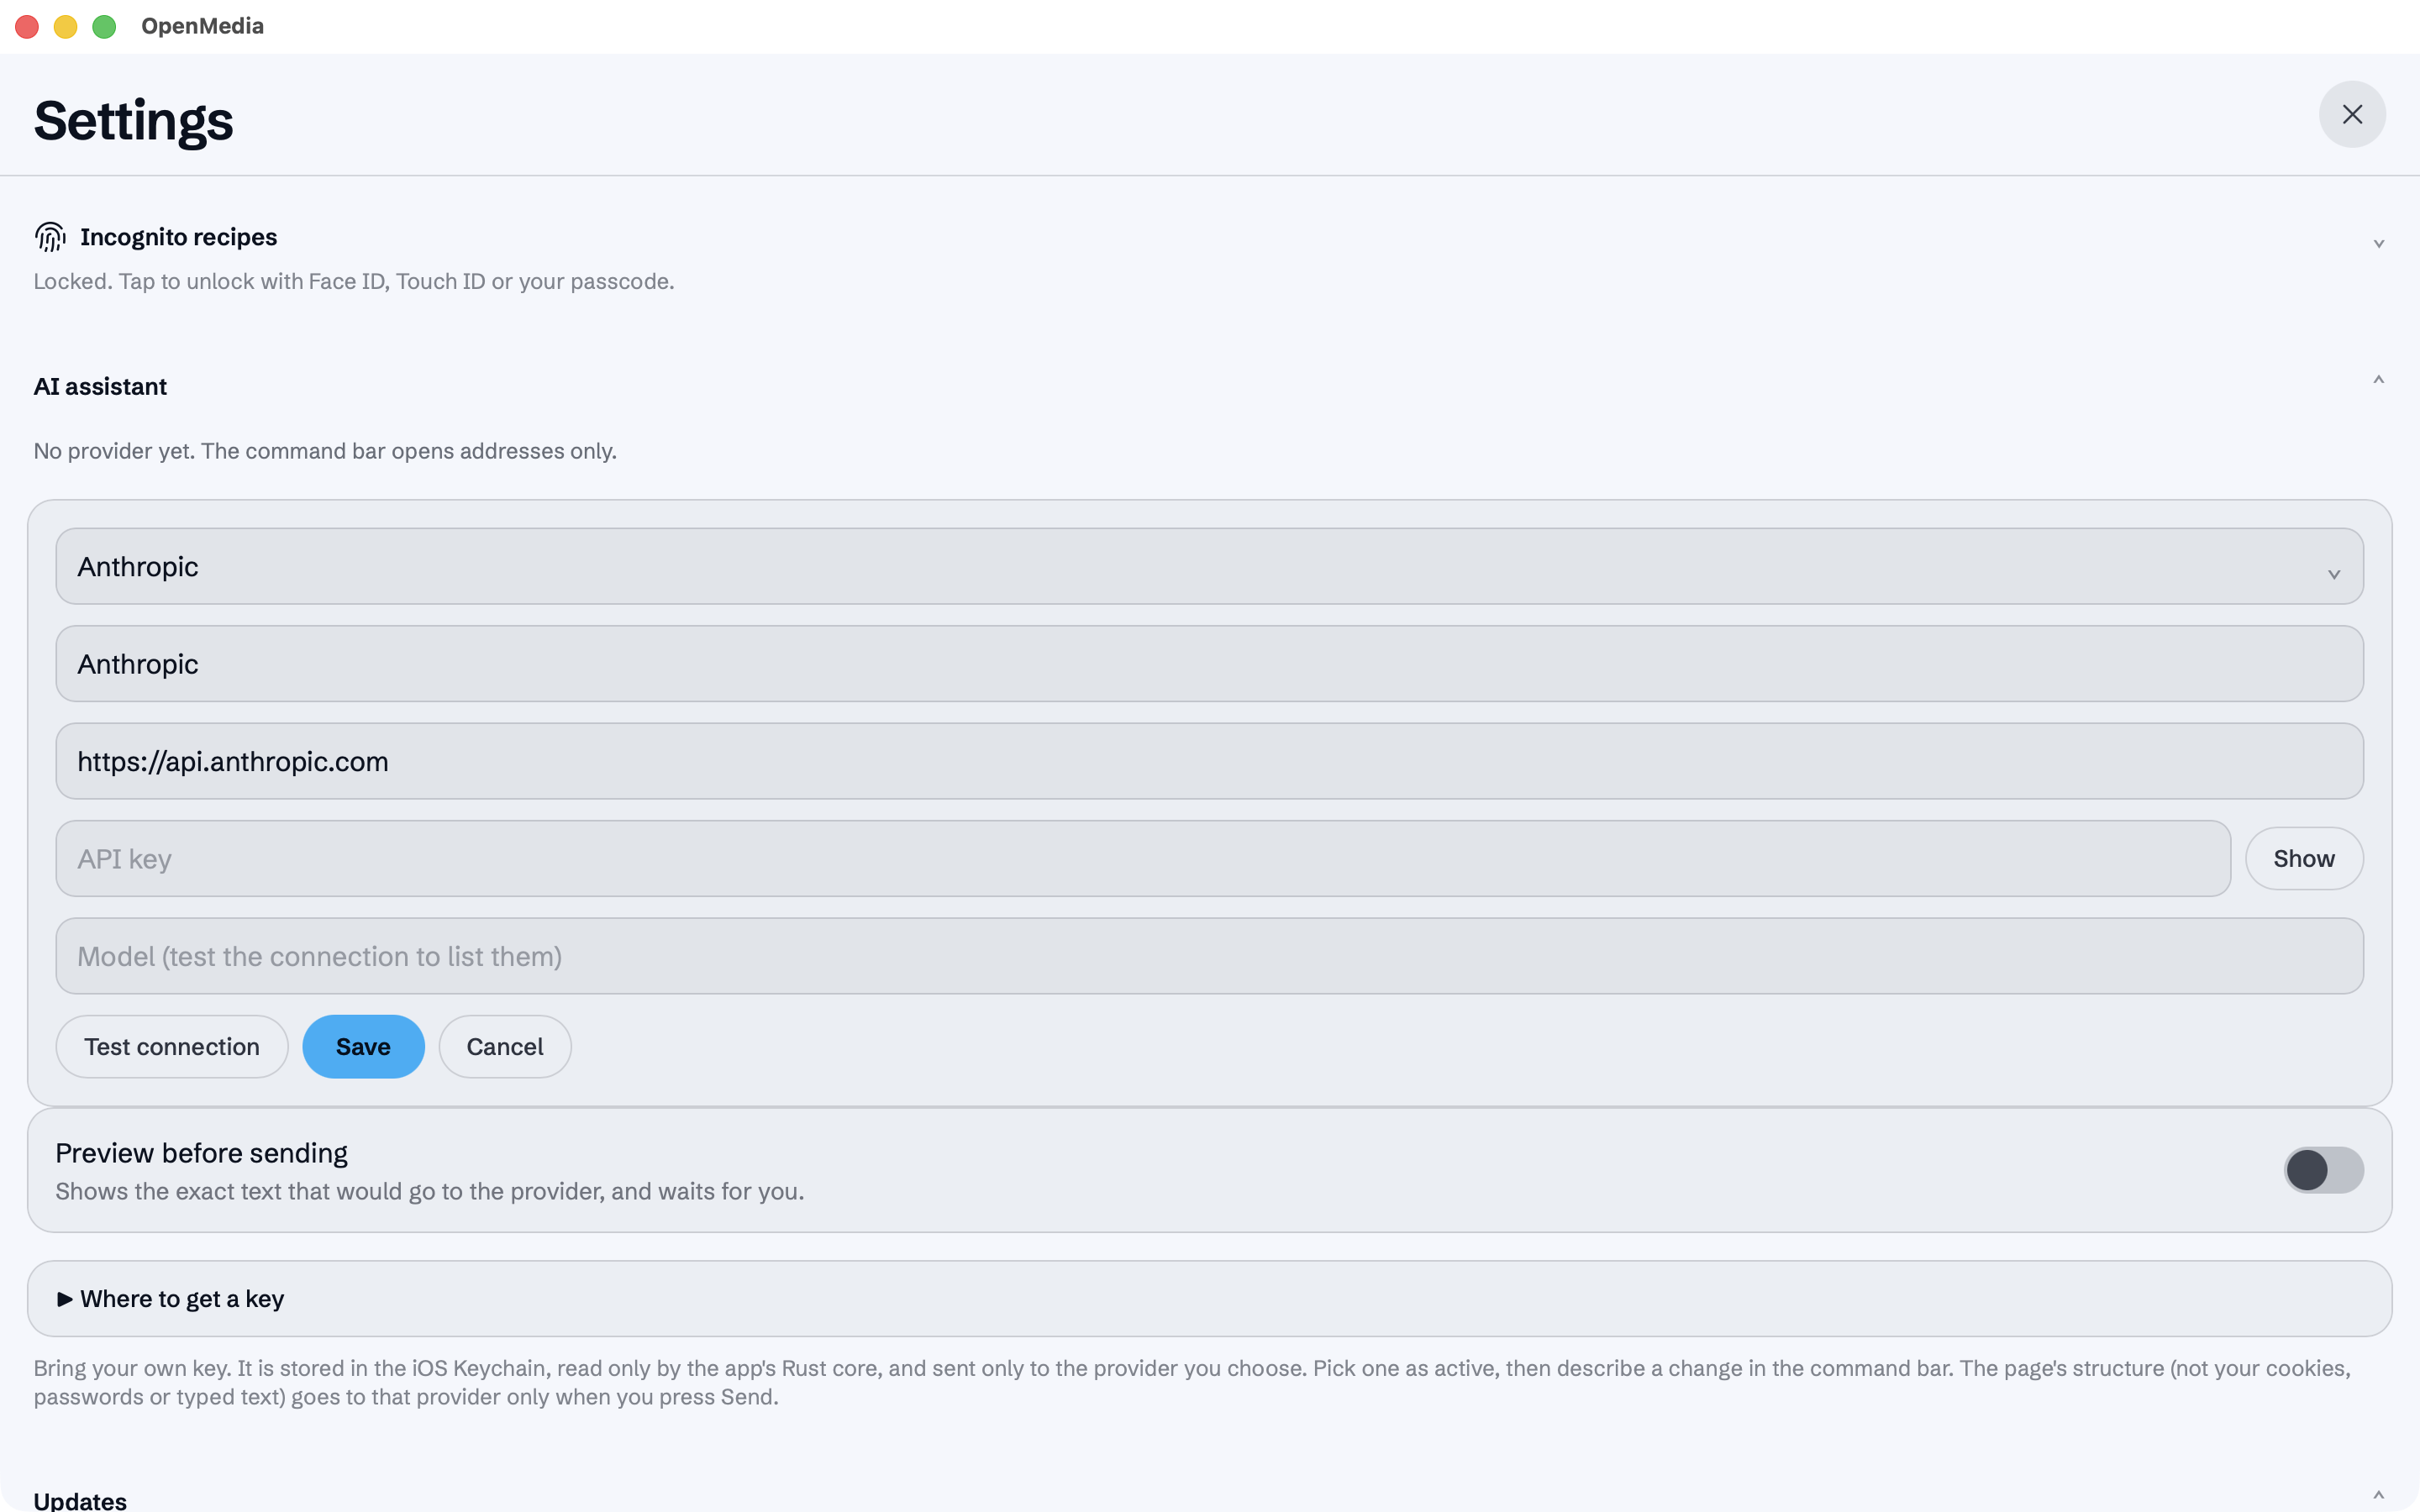 OpenMedia
Settings
Incognito recipes
Locked. Tap to unlock with Face ID, Touch ID or your passcode.
AI assistant
No provider yet. The command bar opens addresses only.
Anthropic
Anthropic
https://api.anthropic.com
API key
Show
Model (test the connection to list them)
Test connection
Save
Cancel
Preview before sending
Shows the exact text that would go to the provider, and waits for you.
Where to get a key
Bring your own key. It is stored in the iOS Keychain, read only by the app's Rust core, and sent only to the provider you choose. Pick one as active, then describe a change in the command bar. The page's structure (not your cookies,
passwords or typed text) goes to that provider only when you press Send.
Updates